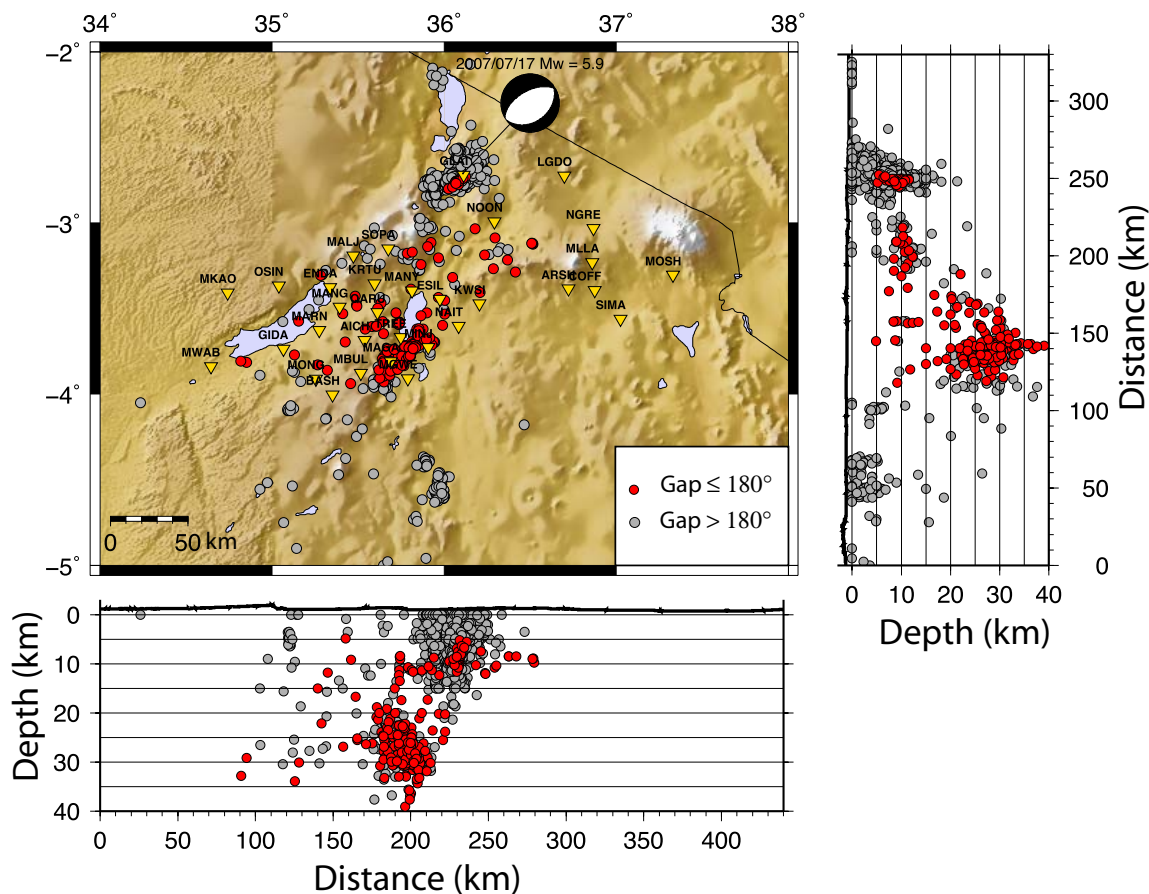 34° 35° 36° 37° 38°
−2°
2007/07/17 Mw = 5.9
GLAI LGDO
−3°
NOON NGRE
MALJ SOPA MLLA
MKAO OSIN ENDA KRTU MANY ARSH COFF MOSH
MANG ESIL KWSI SIMA
MARN NAIT
GIDA AICH
MWAB MONG MBUL MAGA
BASH
−4°
Gap ≤ 180°
Gap > 180°
0 50 km
−5°
0 50 100 150 200 250 300
Distance (km)
0 10 20 30 40
Depth (km)
0
10
20
30
40
Depth (km)
0 50 100 150 200 250 300 350 400
Distance (km)